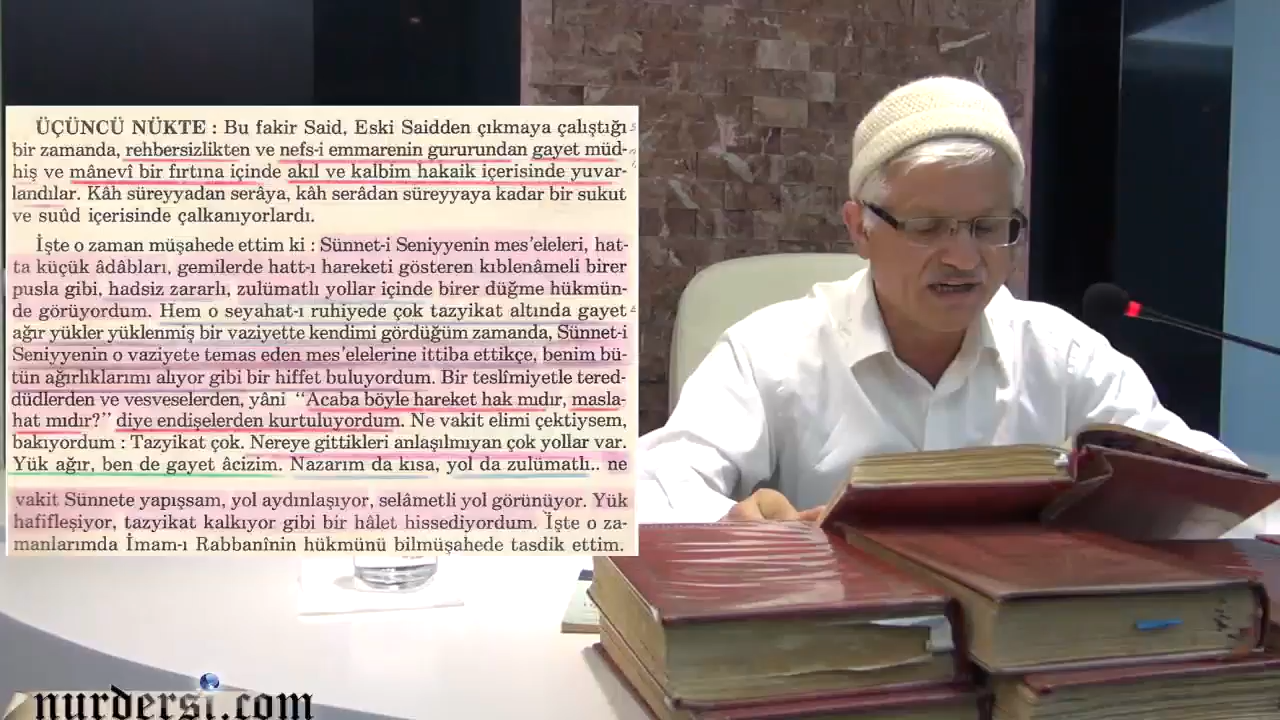 ÜÇÜNCÜ NÜKTE : Bu fakir Said, Eski Saidden çıkmaya çalıştığı
bir zamanda, rehbersizlikten ve nefs-i emmarenin gururundan gayet müd-
hiş ve mânevî bir fırtına içinde akıl ve kalbim hakaik içerisinde yuvar-
landılar. Kâh süreyyadan serâya, kâh serâdan süreyyaya kadar bir sukut
ve suûd içerisinde çalkanıyorlardı.
İşte o zaman müşahede ettim ki : Sünnet-i Seniyyenin mes'eleleri, hat-
ta küçük âdâbları, gemilerde hatt-ı hareketi gösteren kıblenâmeli birer
pusla gibi, hadsiz zararlı, zulümatlı yollar içinde birer düğme hükmün-
de görüyordum. Hem o seyahat-ı ruhiyede çok tazyikat altında gayet
ağır yükler yüklenmiş bir vaziyette kendimi gördüğüm zamanda, Sünnet-i
Seniyyenin o vaziyete temas eden mes'elelerine ittiba ettikçe, benim bü-
tün ağırlıklarımı alıyor gibi bir hiffet buluyordum. Bir teslîmiyetle tered-
düdlerden ve vesveselerden, yâni "Acaba böyle hareket hak mıdır, masla-
hat mıdır?" diye endişelerden kurtuluyordum. Ne vakit elimi çektiysem,
bakıyordum : Tazyikat çok. Nereye gittikleri anlaşılmıyan çok yollar var.
Yük ağır, ben de gayet âcizim. Nazarım da kısa, yol da zulümatlı.. ne
vakit Sünnete yapışsam, yol aydınlaşıyor, selâmetli yol görünüyor. Yük
hafifleşiyor, tazyikat kalkıyor gibi bir hâlet hissediyordum. İşte o za-
manlarımda İmam-ı Rabbanînin hükmünü bilmüşahede tasdik ettim.
nurdersi.com